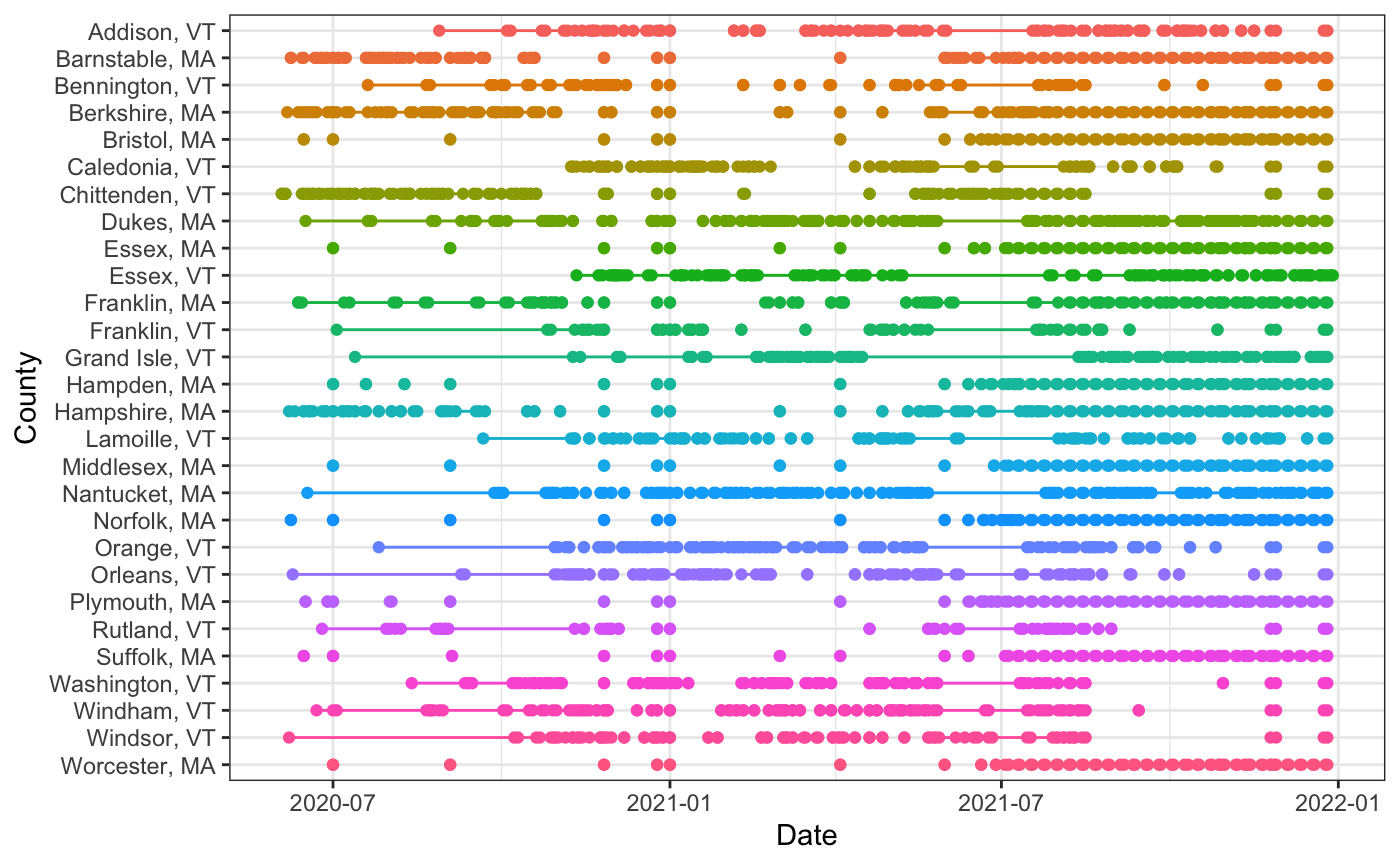 Addison, VT
Barnstable, MA
Bennington, VT
Berkshire, MA
Bristol, MA
Caledonia, VT
Chittenden, VT
Dukes, MA
Essex, MA
Essex, VT
Franklin, MA
Franklin, VT
Grand Isle, VT
Hampden, MA
Hampshire, MA
Lamoille, VT
Middlesex, MA
Nantucket, MA
Norfolk, MA
Orange, VT
Orleans, VT
Plymouth, MA
Rutland, VT
Suffolk, MA
Washington, VT
Windham, VT
Windsor, VT
Worcester, MA
County
2020-07 2021-01 2021-07 2022-01
Date